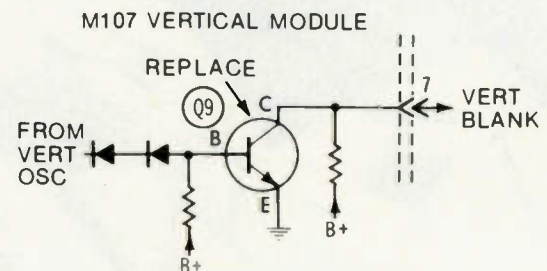 M107 VERTICAL MODULE
REPLACE
Q9
C
7
VERT
BLANK
FROM
VERT
OSC
B
E
B+
B+